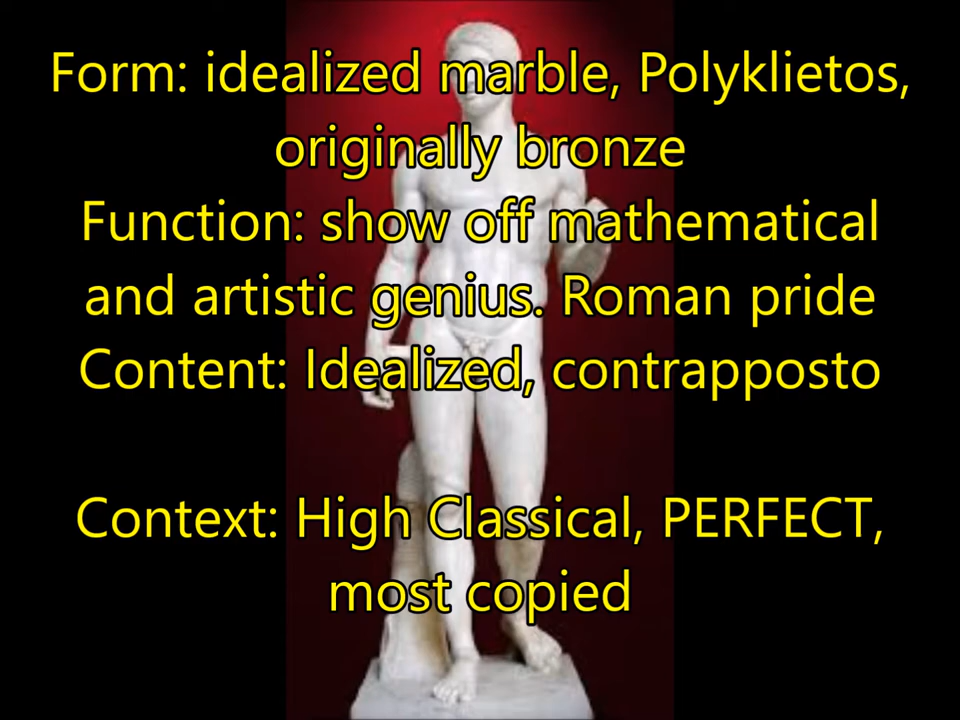 Form: idealized marble, Polyklietos,
originally bronze
Function: show off mathematical
and artistic genius. Roman pride
Content: Idealized, contrapposto
Context: High Classical, PERFECT,
most copied